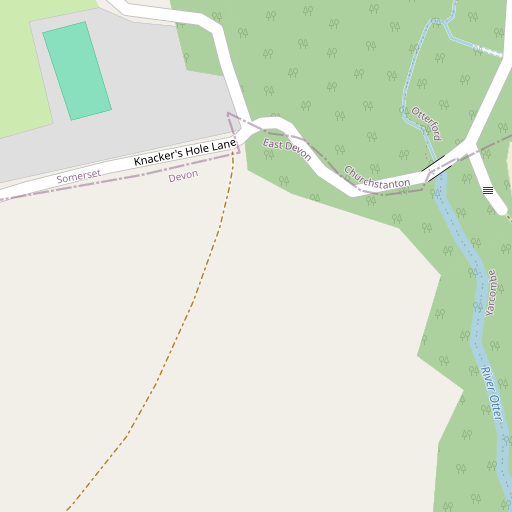 Otterford
Knacker's Hole Lane
East Devon
Somerset
Devon
Churchstanton
Yarcombe
River Otter